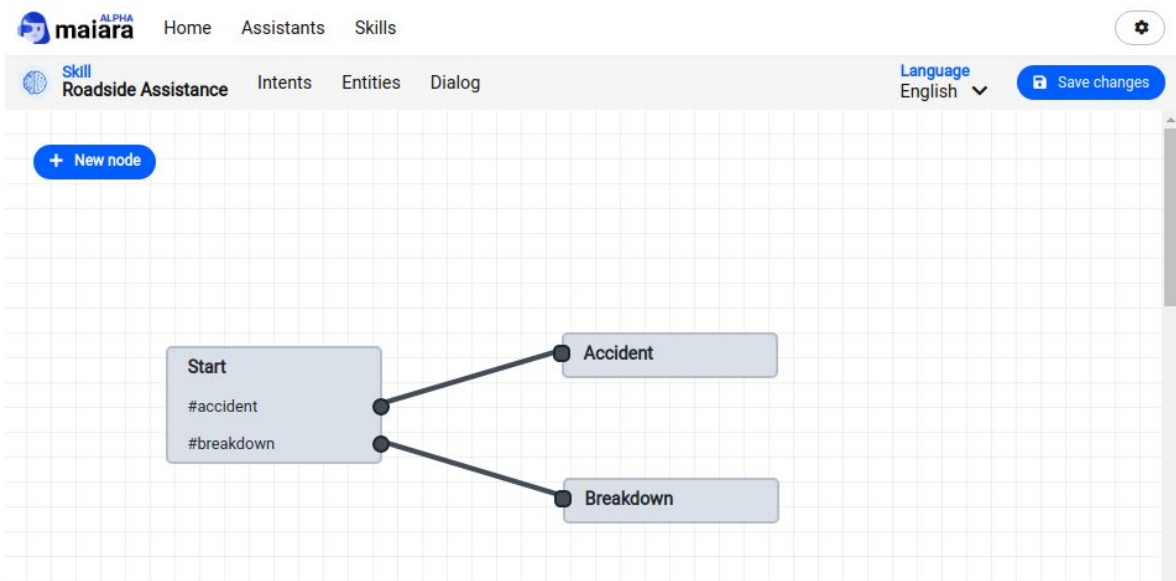 ALPHA
maiara Home Assistants Skills
Skill
Roadside Assistance Intents Entities Dialog
Language
English
Save changes
+ New node
Start
#accident
#breakdown
Accident
Breakdown